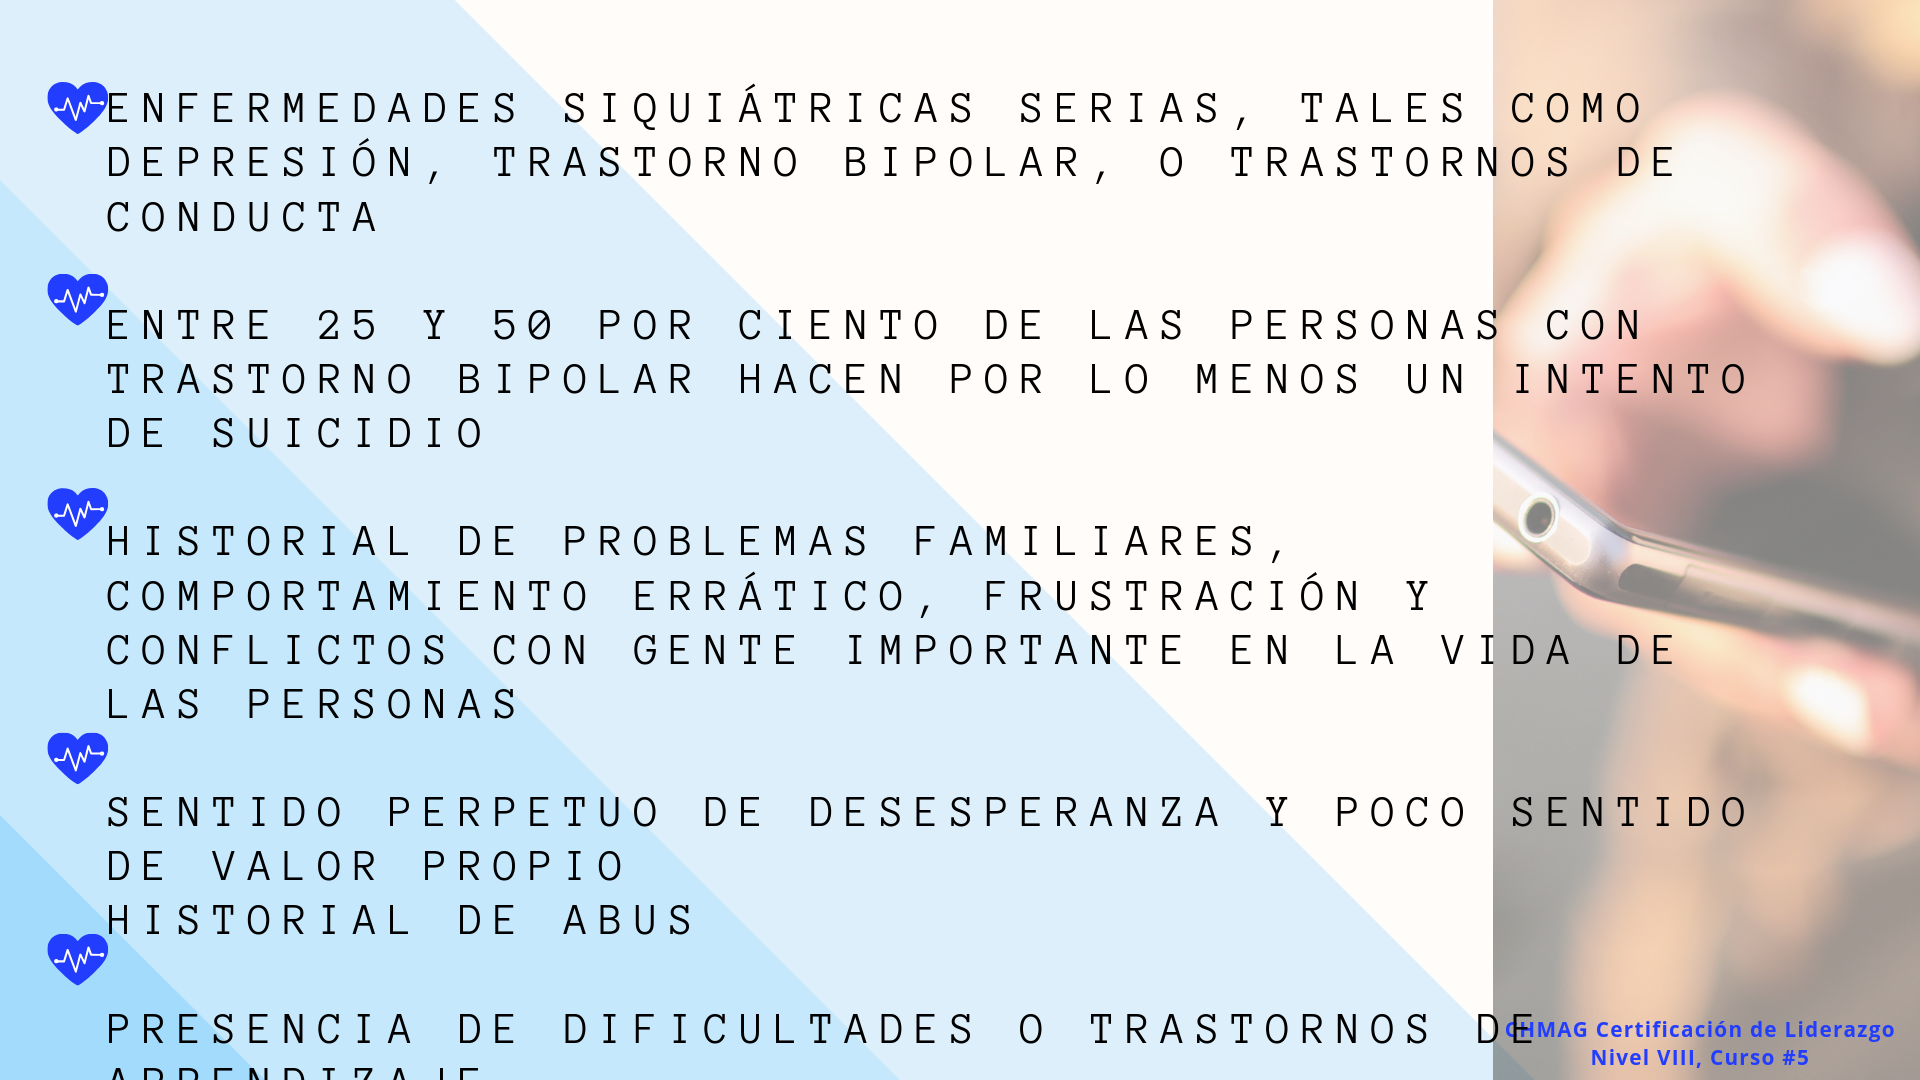 ENFERMEDADES SIQUIÁTRICAS SERIAS, TALES COMO
DEPRESIÓN, TRASTORNO BIPOLAR, O TRASTORNOS DE
CONDUCTA
ENTRE 25 Y 50 POR CIENTO DE LAS PERSONAS CON
TRASTORNO BIPOLAR HACEN POR LO MENOS UN INTENTO
DE SUICIDIO
HISTORIAL DE PROBLEMAS FAMILIARES,
COMPORTAMIENTO ERRÁTICO, FRUSTRACIÓN Y
CONFLICTOS CON GENTE IMPORTANTE EN LA VIDA DE
LAS PERSONAS
SENTIDO PERPETUO DE DESESPERANZA Y POCO SENTIDO
DE VALOR PROPIO
HISTORIAL DE ABUS
PRESENCIA DE DIFICULTADES O TRASTORNOS DE
APRENDIZAJE
CHMAG Certificación de Liderazgo
Nivel VIII, Curso #5